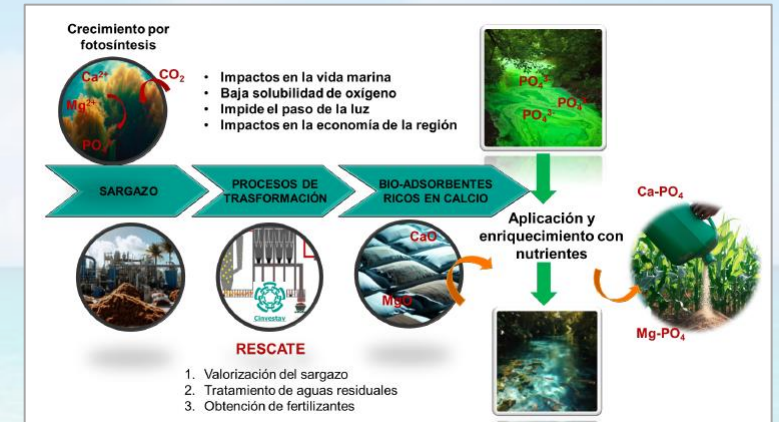 Crecimiento por
fotosíntesis
Ca²⁺
CO₂
Mg²⁺
PO₄
• Impactos en la vida marina
• Baja solubilidad de oxígeno
• Impide el paso de la luz
• Impactos en la economía de la región
PO₄³⁻
PO₄³⁻
PO₄³⁻
SARGAZO
PROCESOS DE
TRASFORMACIÓN
BIO-ADSORBENTES
RICOS EN CALCIO
Aplicación y
enriquecimiento con
nutrientes
Ca-PO₄
CaO
MgO
Cinvestav
Mg-PO₄
RESCATE
1. Valorización del sargazo
2. Tratamiento de aguas residuales
3. Obtención de fertilizantes